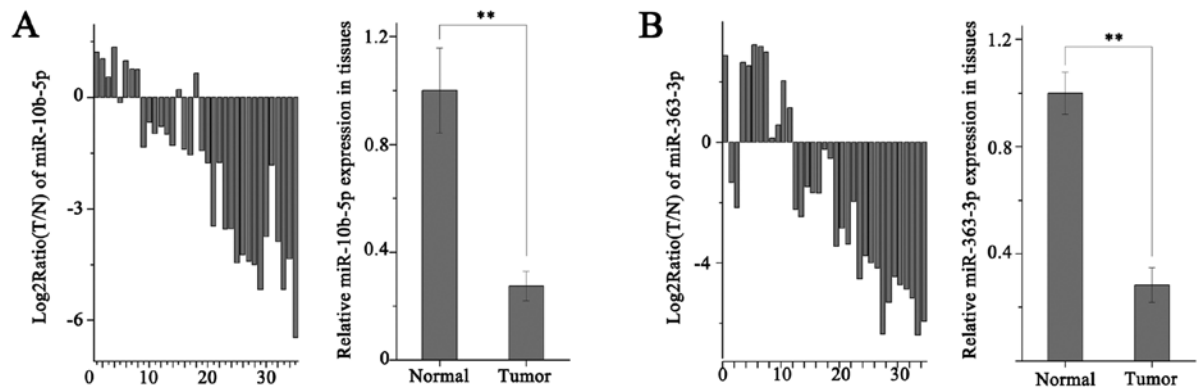 A
Log2Ratio(T/N) of miR-10b-5p
0
-3
-6
0 10 20 30
Relative miR-10b-5p expression in tissues
1.2
0.8
0.4
0
**
Normal Tumor
B
Log2Ratio(T/N) of miR-363-3p
0
-4
0 10 20 30
Relative miR-363-3p expression in tissues
1.2
0.8
0.4
0
**
Normal Tumor